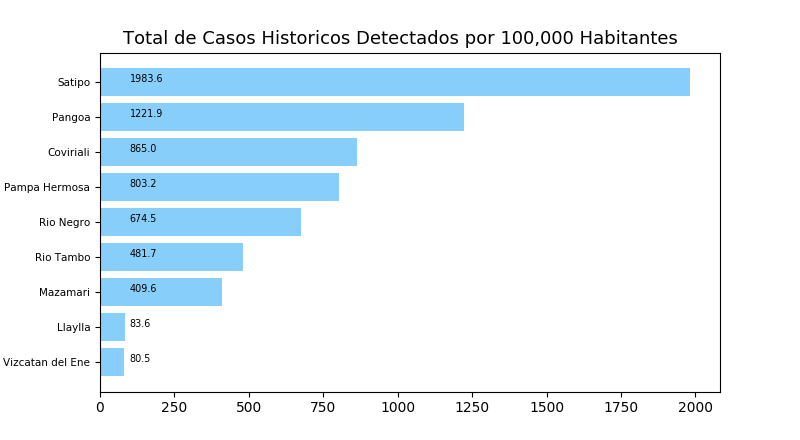 Total de Casos Historicos Detectados por 100,000 Habitantes
Satipo 1983.6
Pangoa 1221.9
Coviriali 865.0
Pampa Hermosa 803.2
Rio Negro 674.5
Rio Tambo 481.7
Mazamari 409.6
Llaylla 83.6
Vizcatan del Ene 80.5
0 250 500 750 1000 1250 1500 1750 2000